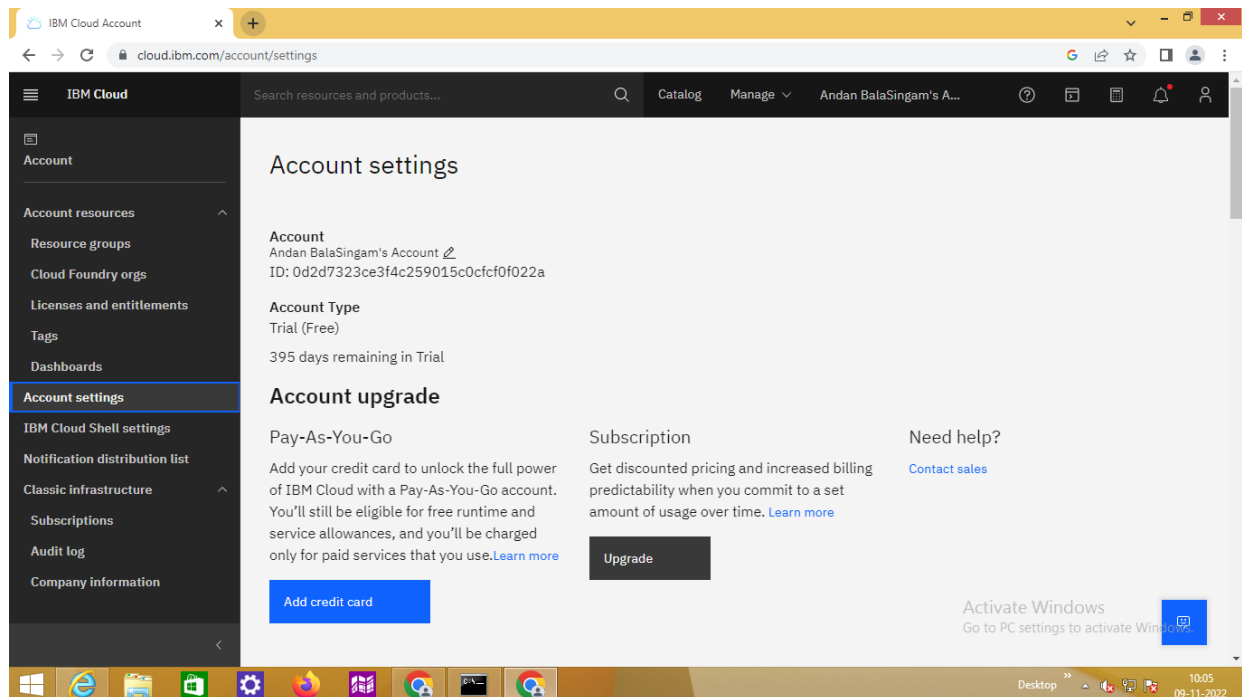 IBM Cloud Account
cloud.ibm.com/account/settings
IBM Cloud
Search resources and products...
Catalog
Manage
Andan BalaSingam's A...
Account
Account resources
Resource groups
Cloud Foundry orgs
Licenses and entitlements
Tags
Dashboards
Account settings
IBM Cloud Shell settings
Notification distribution list
Classic infrastructure
Subscriptions
Audit log
Company information
Account settings
Account
Andan BalaSingam's Account
ID: 0d2d7323ce3f4c259015c0cfcf0f022a
Account Type
Trial (Free)
395 days remaining in Trial
Account upgrade
Pay-As-You-Go
Add your credit card to unlock the full power
of IBM Cloud with a Pay-As-You-Go account.
You'll still be eligible for free runtime and
service allowances, and you'll be charged
only for paid services that you use.Learn more
Add credit card
Subscription
Get discounted pricing and increased billing
predictability when you commit to a set
amount of usage over time. Learn more
Upgrade
Need help?
Contact sales
Activate Windows
Go to PC settings to activate Windows.
Desktop
10:05
09-11-2022